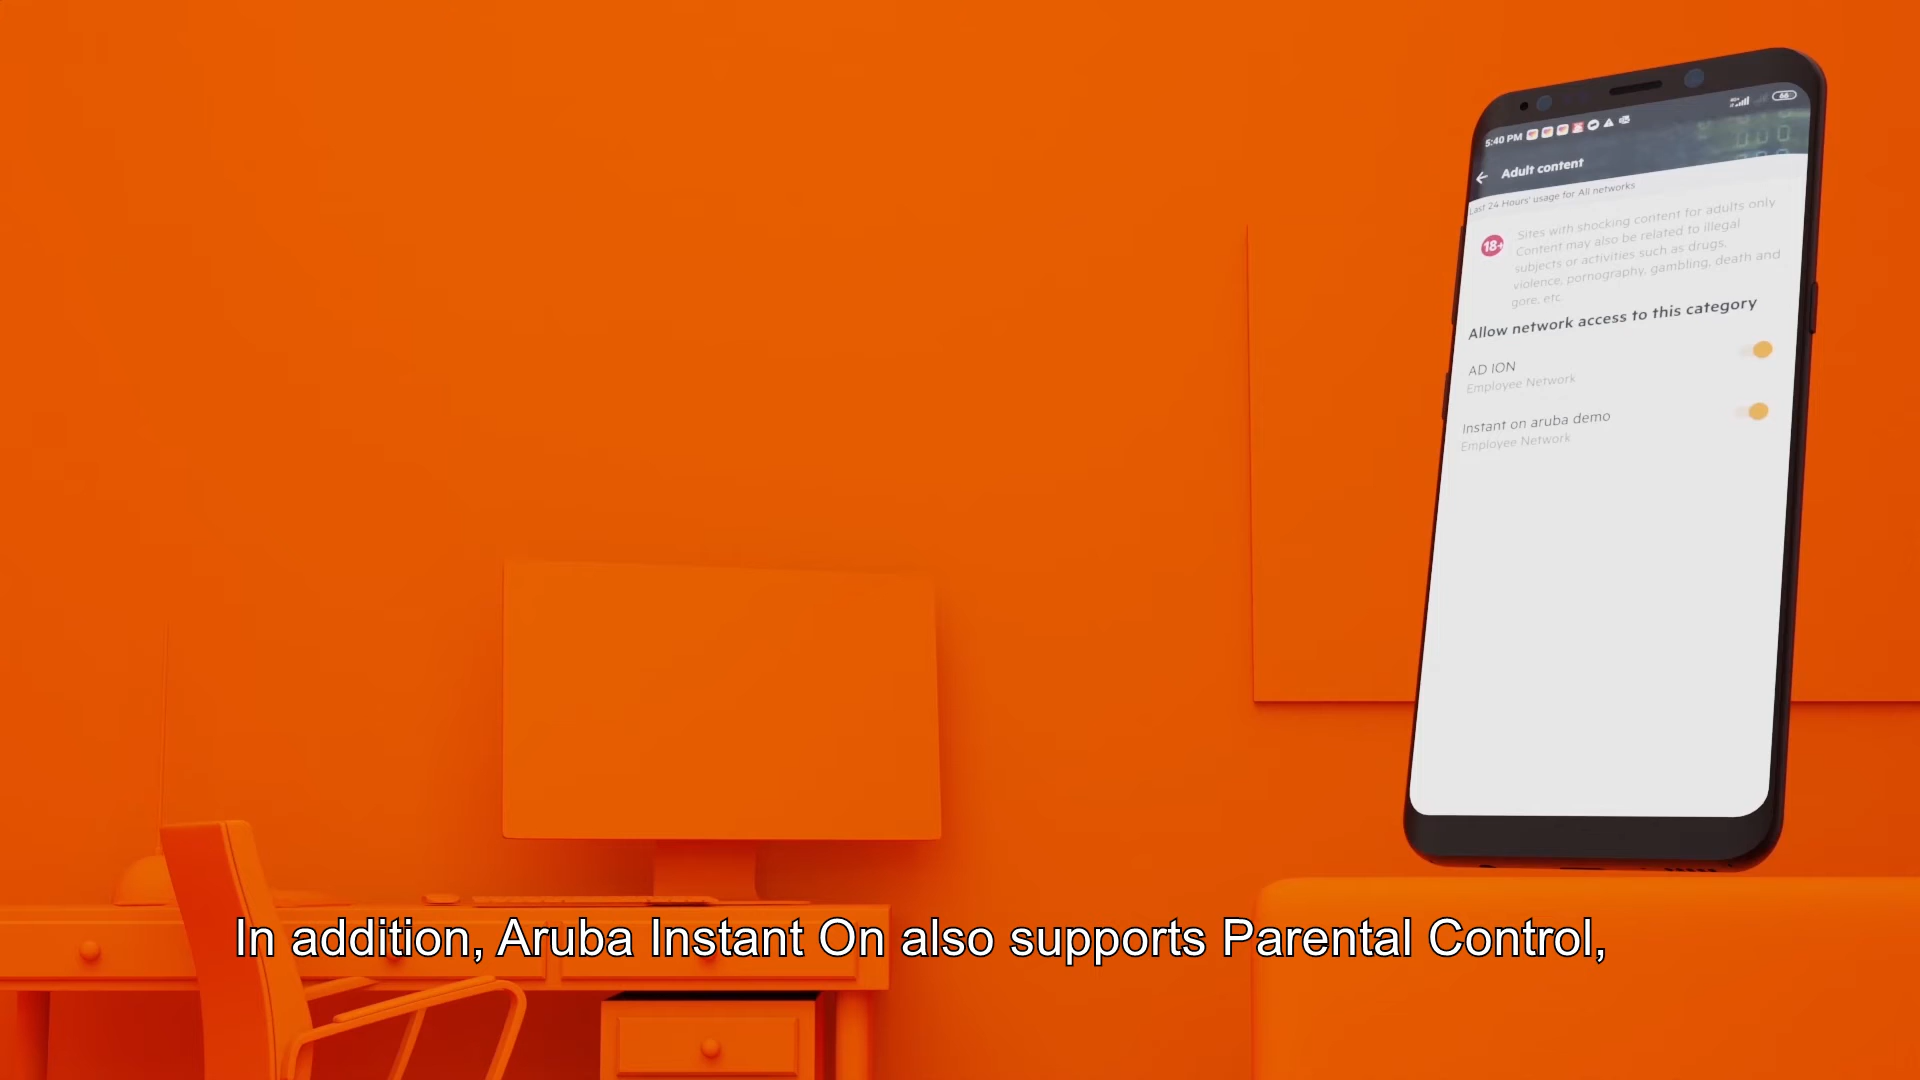 5:40 PM
66
Adult content
Last 24 Hours' usage for All networks
18+
Sites with shocking content for adults only
Content may also be related to illegal
subjects or activities such as drugs,
violence, pornography, gambling, death and
gore, etc.
Allow network access to this category
AD ION
Employee Network
Instant on aruba demo
Employee Network
In addition, Aruba Instant On also supports Parental Control,